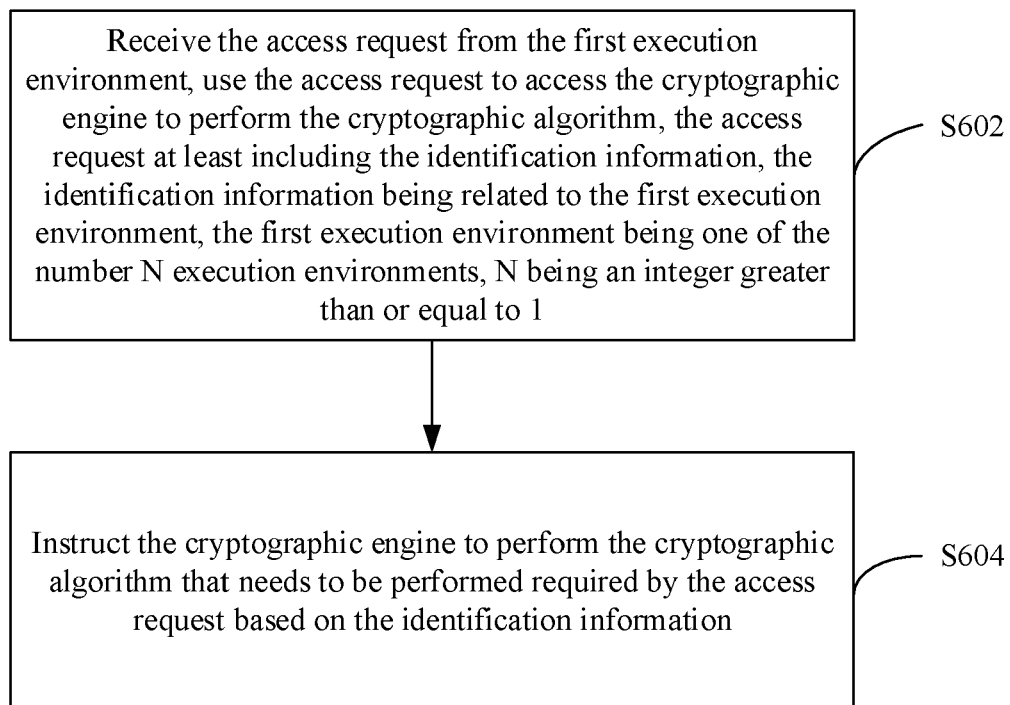 Receive the access request from the first execution
environment, use the access request to access the cryptographic
engine to perform the cryptographic algorithm, the access
request at least including the identification information, the
identification information being related to the first execution
environment, the first execution environment being one of the
number N execution environments, N being an integer greater
than or equal to 1
S602
Instruct the cryptographic engine to perform the cryptographic
algorithm that needs to be performed required by the access
request based on the identification information
S604